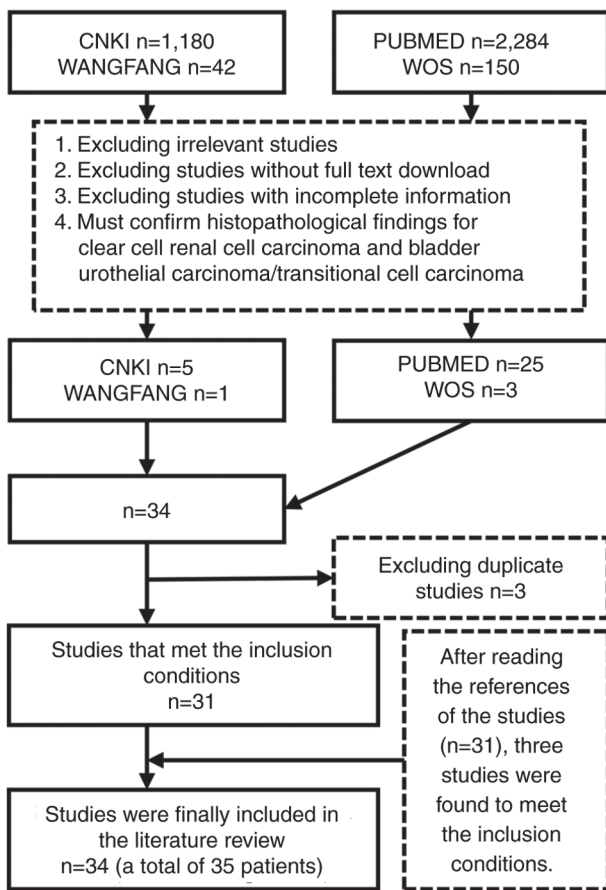 CNKI n=1,180
WANGFANG n=42
PUBMED n=2,284
WOS n=150
1. Excluding irrelevant studies
2. Excluding studies without full text download
3. Excluding studies with incomplete information
4. Must confirm histopathological findings for
clear cell renal cell carcinoma and bladder
urothelial carcinoma/transitional cell carcinoma
CNKI n=5
WANGFANG n=1
PUBMED n=25
WOS n=3
n=34
Excluding duplicate
studies n=3
Studies that met the inclusion
conditions
n=31
After reading
the references
of the studies
(n=31), three
studies were
found to meet
the inclusion
conditions.
Studies were finally included in
the literature review
n=34 (a total of 35 patients)